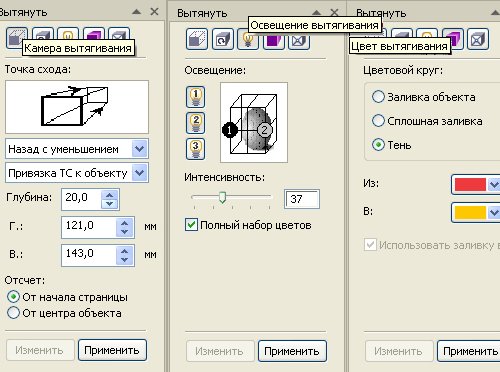 Вытянуть
Камера вытягивания
Точка схода:
Назад с уменьшением
Привязка ТС к объекту
Глубина: 20,0
Г.: 121,0 мм
В.: 143,0 мм
Отсчет:
От начала страницы
От центра объекта
Изменить Применить
Вытянуть
Освещение вытягивания
Освещение:
1
2
3
1 2
Интенсивность:
37
Полный набор цветов
Изменить Применить
Вытянуть
Цвет вытягивания
Цветовой круг:
Заливка объекта
Сплошная заливка
Тень
Из:
В:
Использовать заливку в
Изменить Применить